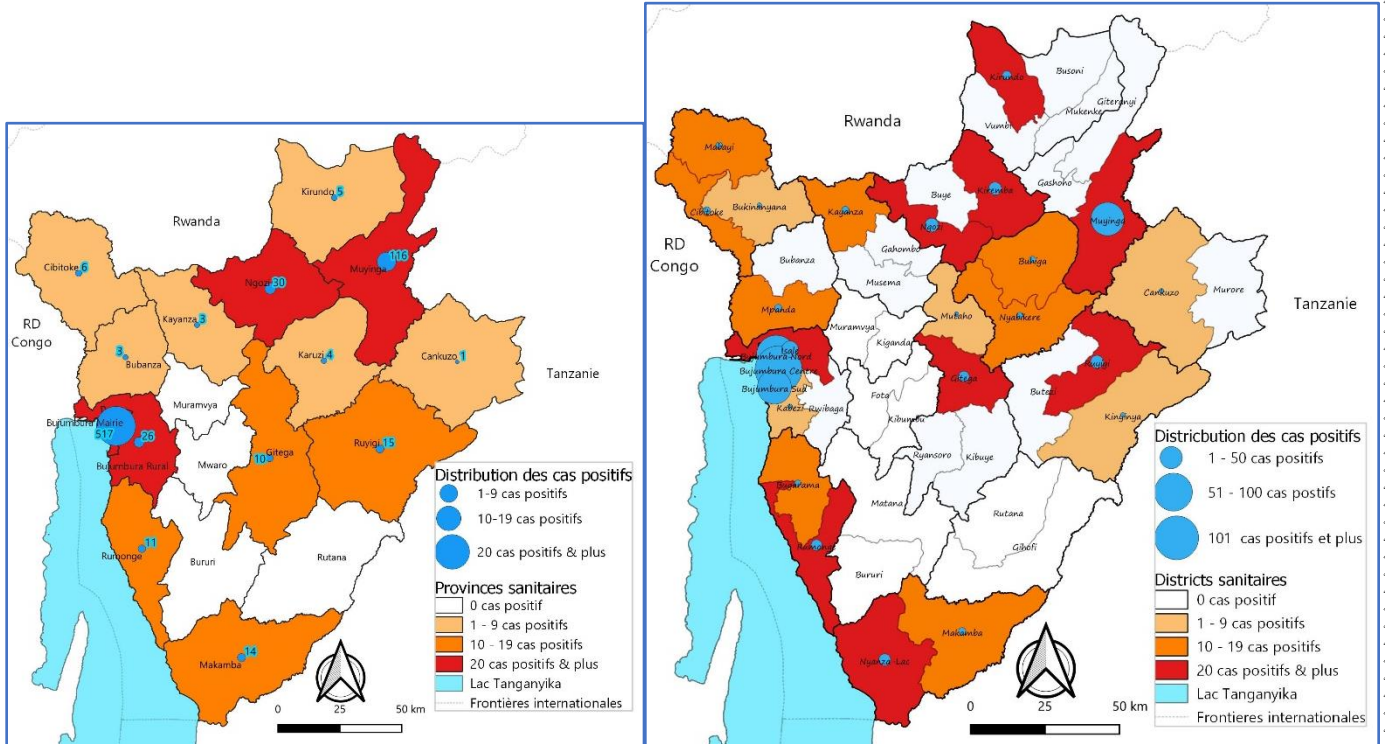 Rwanda
RD
Congo
Tanzanie
Kirundo 5
Cibitoke 6
Ngozi 30
Muyinga
116
Kayanza 3
3
Bubanza
Karuzi 4
Cankuzo 1
Muramvya
Bujumbura Mairie
517
26
Bujumbura Rural
Mwaro
10 Gitega
Ruyigi 15
11
Rumonge
Bururi
Rutana
Makamba 14
Distribution des cas positifs
1-9 cas positifs
10-19 cas positifs
20 cas positifs & plus
Provinces sanitaires
0 cas positif
1 - 9 cas positifs
10 - 19 cas positifs
20 cas positifs & plus
Lac Tanganyika
Frontières internationales
0 25 50 km
Rwanda
RD
Congo
Tanzanie
Kirundo
Busoni
Giteranyi
Mukenke
Vumbi
Mabayi
Cibitoke
Bukinanyana
Kaganza
Buye
Kiremba
Gashoho
Ngozi
Muyinga
Gahombo
Bubanza
Musema
Buhiga
Cankuzo
Murore
Mpanda
Mutaho
Nyabikere
Muramvya
Kiganda
Isale
Bujumbura Nord
Bujumbura Centre
Bujumbura Sud
Kabezi
Rwibaga
Gitega
Ruyigi
Butezi
Fota
Kibumbu
Kinyinya
Ryansoro
Kibuye
Bugarama
Matana
Rutana
Rumonge
Gihofi
Bururi
Makamba
Nyanza-Lac
Districbution des cas positifs
1 - 50 cas positifs
51 - 100 cas postifs
101 cas positifs et plus
Districts sanitaires
0 cas positif
1 - 9 cas positifs
10 - 19 cas positifs
20 cas positifs & plus
Lac Tanganyika
Frontieres internationales
0 25 50 km